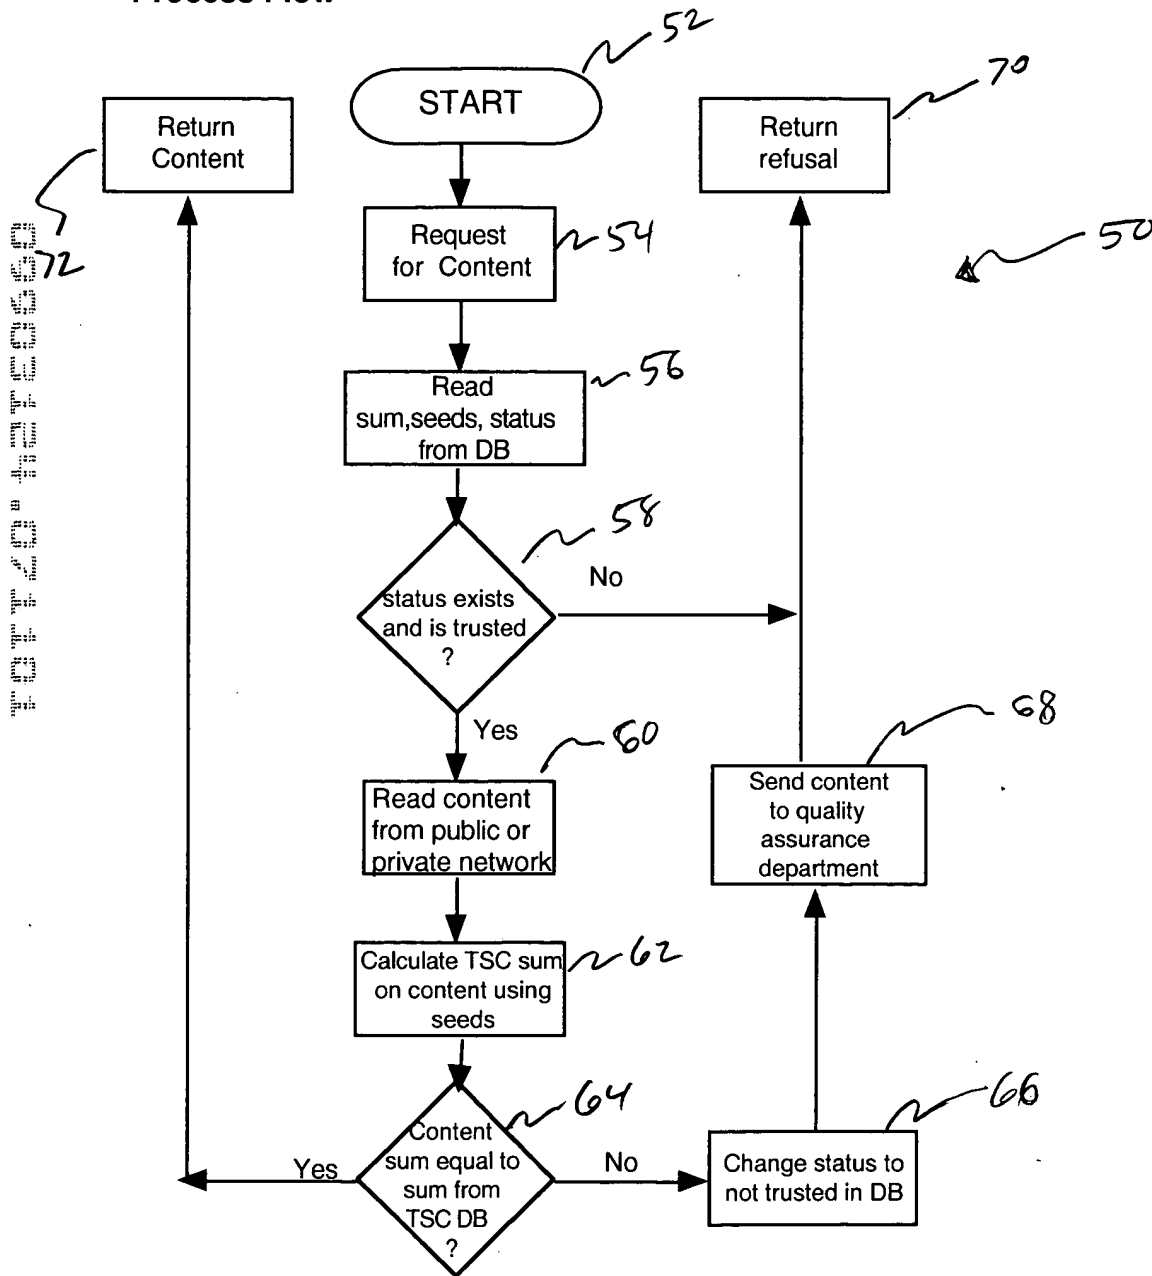 Process Flow
52
START
70
Return
Content
Return
refusal
Request
for Content
54
50
72
Read
sum,seeds, status
from DB
56
58
No
status exists
and is trusted
?
Yes
60
68
Read content
from public or
private network
Send content
to quality
assurance
department
Calculate TSC sum
on content using
seeds
62
64
66
Content
sum equal to
sum from
TSC DB
?
Yes
No
Change status to
not trusted in DB